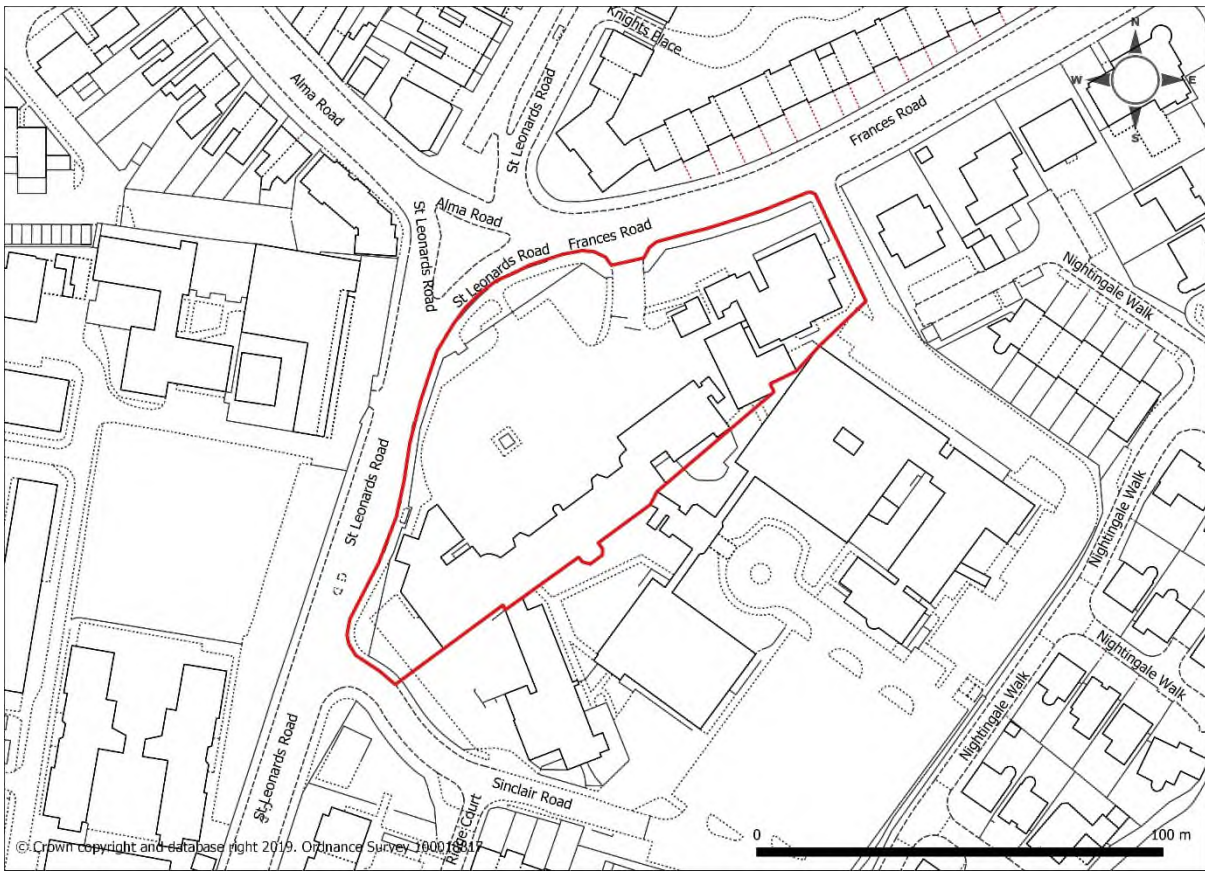 Knights Place
N
W
E
S
Alma Road
St Leonards Road
Frances Road
Alma Road
St Leonards Road
St Leonards Road
Frances Road
Nightingale Walk
St Leonards Road
Nightingale Walk
Nightingale Walk
Nightingale Walk
St Leonards Road
Sinclair Road
Court
0
100 m
© Crown copyright and database right 2019. Ordnance Survey